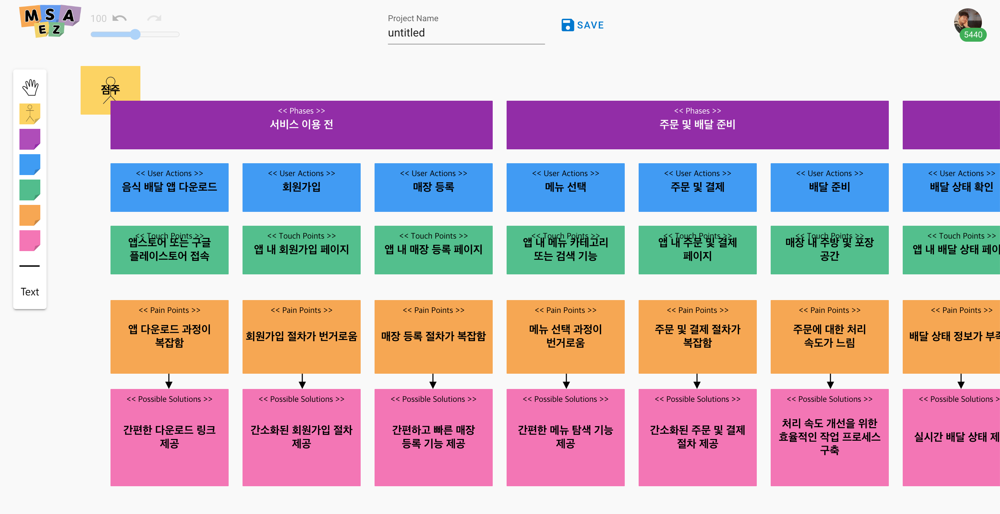 MSA
EZ
100
Project Name
untitled
SAVE
5440
점주
Text
<< Phases >>
서비스 이용 전
<< Phases >>
주문 및 배달 준비
<< User Actions >>
음식 배달 앱 다운로드
<< User Actions >>
회원가입
<< User Actions >>
매장 등록
<< User Actions >>
메뉴 선택
<< User Actions >>
주문 및 결제
<< User Actions >>
배달 준비
<< User Actions >>
배달 상태 확인
<< Touch Points >>
앱스토어 또는 구글
플레이스토어 접속
<< Touch Points >>
앱 내 회원가입 페이지
<< Touch Points >>
앱 내 매장 등록 페이지
<< Touch Points >>
앱 내 메뉴 카테고리
또는 검색 기능
<< Touch Points >>
앱 내 주문 및 결제
페이지
<< Touch Points >>
매장 내 주방 및 포장
공간
<< Touch Points >>
앱 내 배달 상태
<< Pain Points >>
앱 다운로드 과정이
복잡함
<< Pain Points >>
회원가입 절차가 번거로움
<< Pain Points >>
매장 등록 절차가 복잡함
<< Pain Points >>
메뉴 선택 과정이
번거로움
<< Pain Points >>
주문 및 결제 절차가
복잡함
<< Pain Points >>
주문에 대한 처리
속도가 느림
<< Pain Points >>
배달 상태 정보가
<< Possible Solutions >>
간편한 다운로드 링크
제공
<< Possible Solutions >>
간소화된 회원가입 절차
제공
<< Possible Solutions >>
간편하고 빠른 매장
등록 기능 제공
<< Possible Solutions >>
간편한 메뉴 탐색 기능
제공
<< Possible Solutions >>
간소화된 주문 및 결제
절차 제공
<< Possible Solutions >>
처리 속도 개선을 위한
효율적인 작업 프로세스
구축
<< Possible Solutions >
실시간 배달 상태